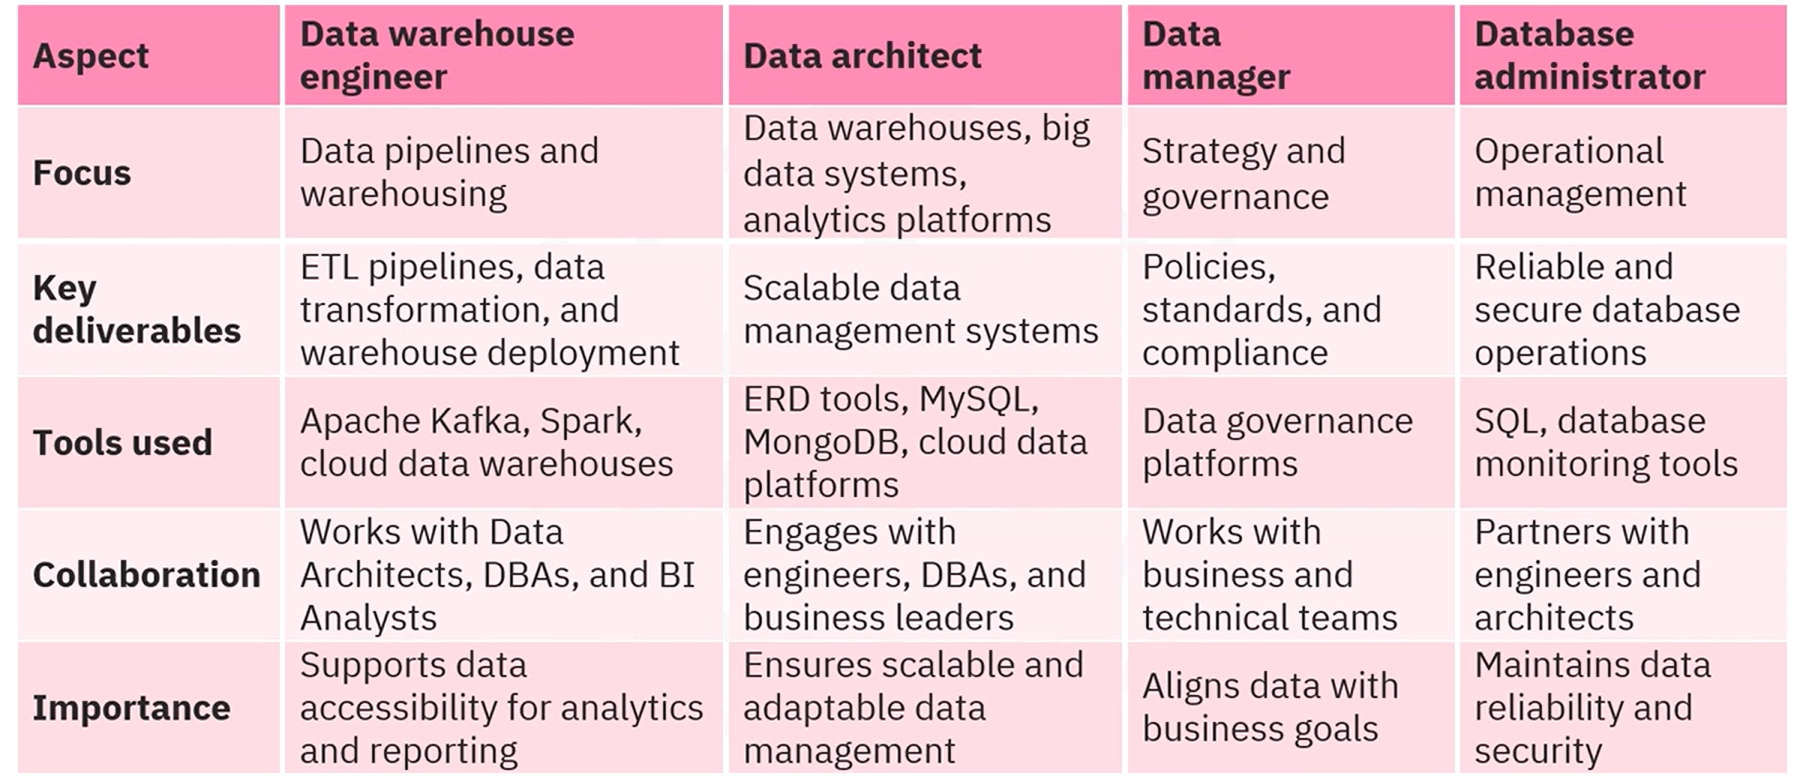 Aspect
Data warehouse
engineer
Data architect
Data
manager
Database
administrator
Focus
Data pipelines and
warehousing
Data warehouses, big
data systems,
analytics platforms
Strategy and
governance
Operational
management
Key
deliverables
ETL pipelines, data
transformation, and
warehouse deployment
Scalable data
management systems
Policies,
standards, and
compliance
Reliable and
secure database
operations
Tools used
Apache Kafka, Spark,
cloud data warehouses
ERD tools, MySQL,
MongoDB, cloud data
platforms
Data governance
platforms
SQL, database
monitoring tools
Collaboration
Works with Data
Architects, DBAs, and BI
Analysts
Engages with
engineers, DBAs, and
business leaders
Works with
business and
technical teams
Partners with
engineers and
architects
Importance
Supports data
accessibility for analytics
and reporting
Ensures scalable and
adaptable data
management
Aligns data with
business goals
Maintains data
reliability and
security